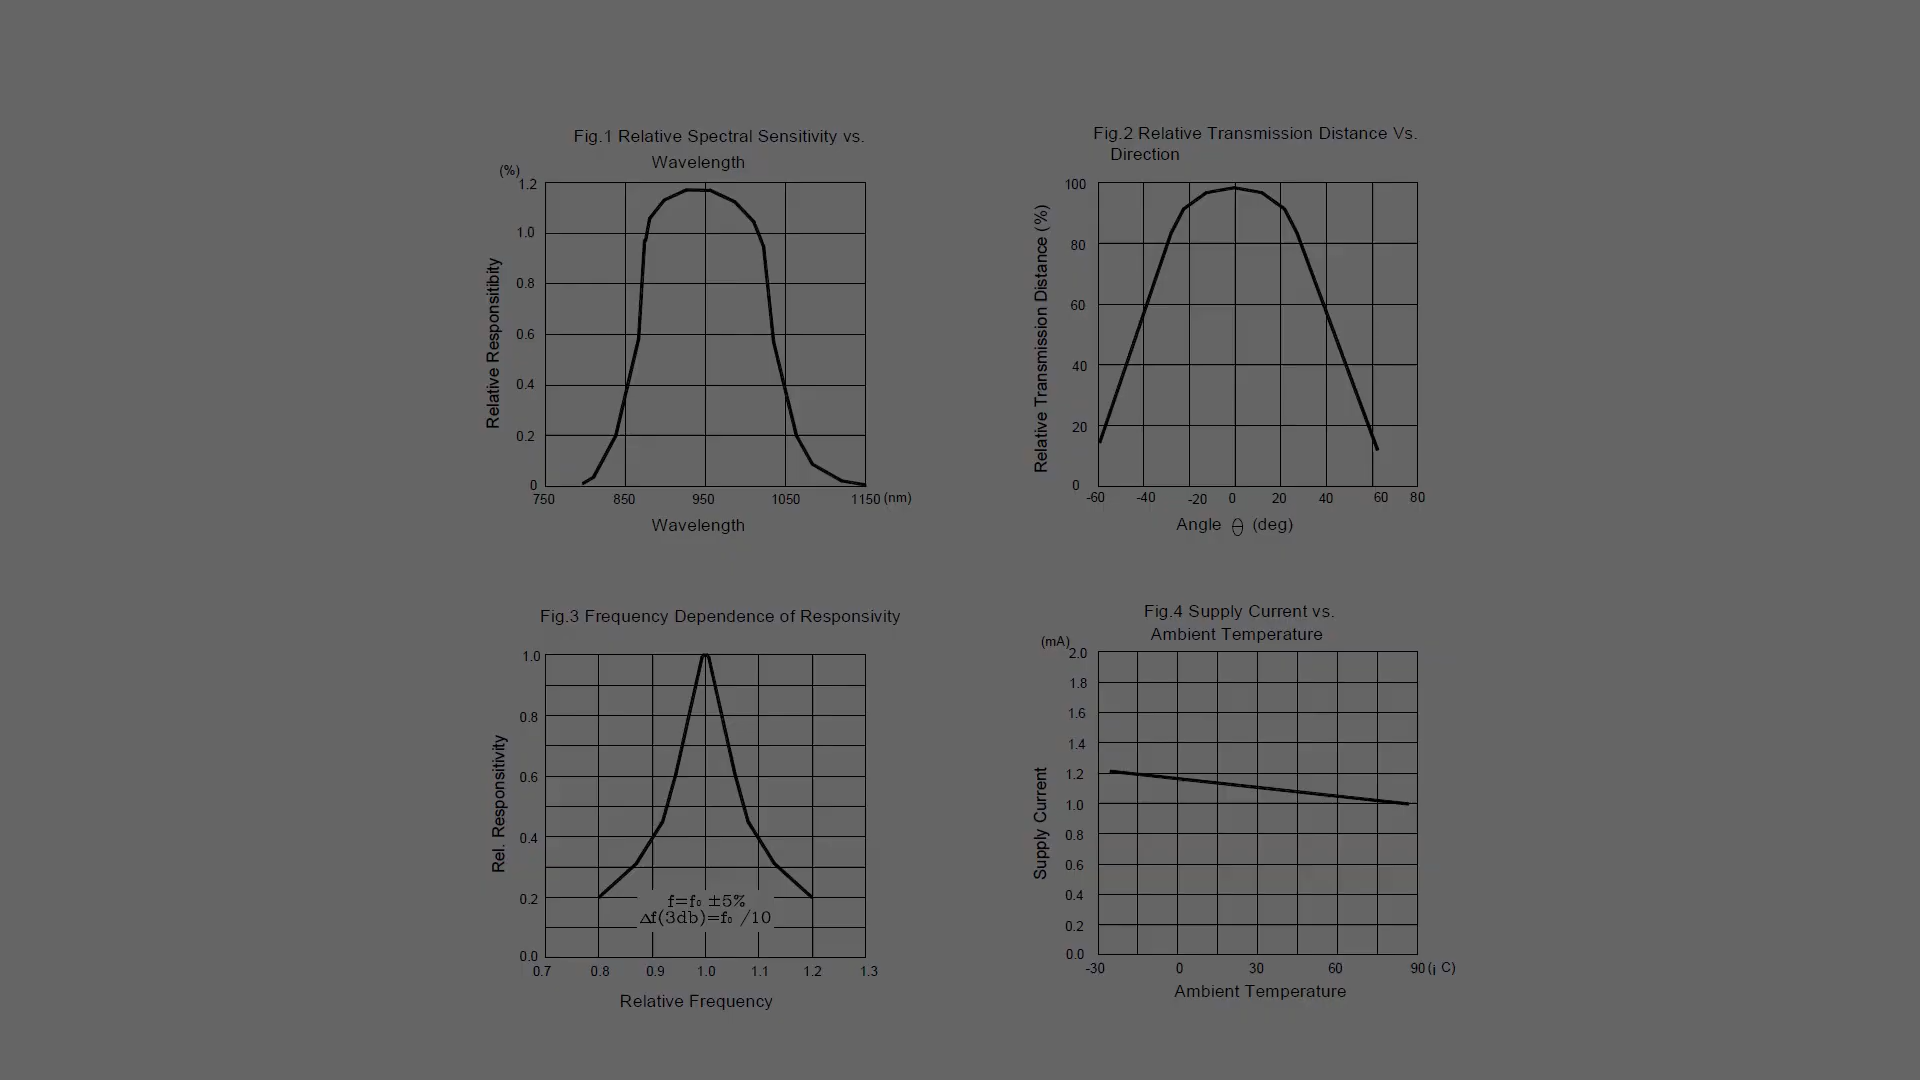 Fig.1 Relative Spectral Sensitivity vs.
Wavelength
(%)
1.2
1.0
0.8
0.6
0.4
0.2
0
Relative Responsitibity
750 850 950 1050 1150 (nm)
Wavelength
Fig.2 Relative Transmission Distance Vs.
Direction
100
80
60
40
20
0
Relative Transmission Distance (%)
-60 -40 -20 0 20 40 60 80
Angle θ (deg)
Fig.3 Frequency Dependence of Responsivity
1.0
0.8
0.6
0.4
0.2
0.0
Rel. Responsitivity
f=f₀ ±5%
Δf(3db)=f₀ /10
0.7 0.8 0.9 1.0 1.1 1.2 1.3
Relative Frequency
Fig.4 Supply Current vs.
Ambient Temperature
(mA)
2.0
1.8
1.6
1.4
1.2
1.0
0.8
0.6
0.4
0.2
0.0
Supply Current
-30 0 30 60 90 (¡ C)
Ambient Temperature